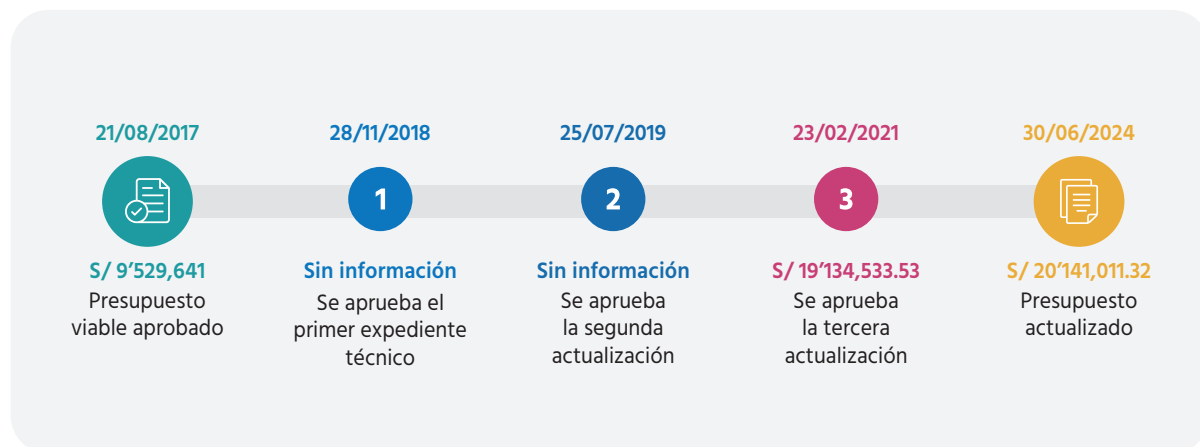 21/08/2017
S/ 9’529,641
Presupuesto
viable aprobado
28/11/2018
1
Sin información
Se aprueba el
primer expediente
técnico
25/07/2019
2
Sin información
Se aprueba
la segunda
actualización
23/02/2021
3
S/ 19’134,533.53
Se aprueba
la tercera
actualización
30/06/2024
S/ 20’141,011.32
Presupuesto
actualizado